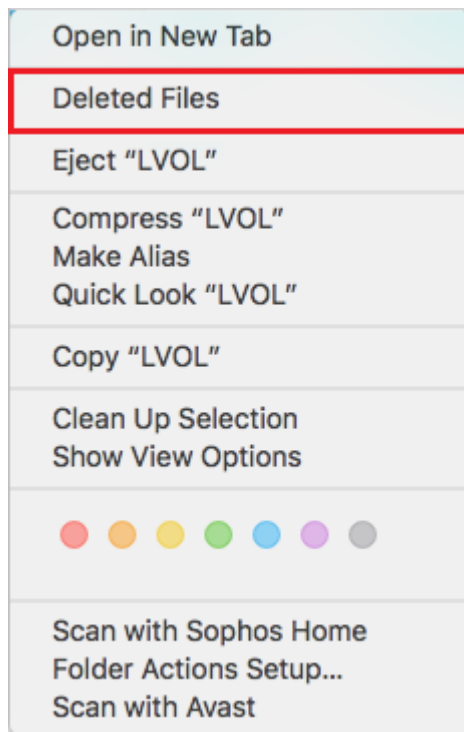 Open in New Tab
Deleted Files
Eject “LVOL”
Compress “LVOL”
Make Alias
Quick Look “LVOL”
Copy “LVOL”
Clean Up Selection
Show View Options
Scan with Sophos Home
Folder Actions Setup...
Scan with Avast